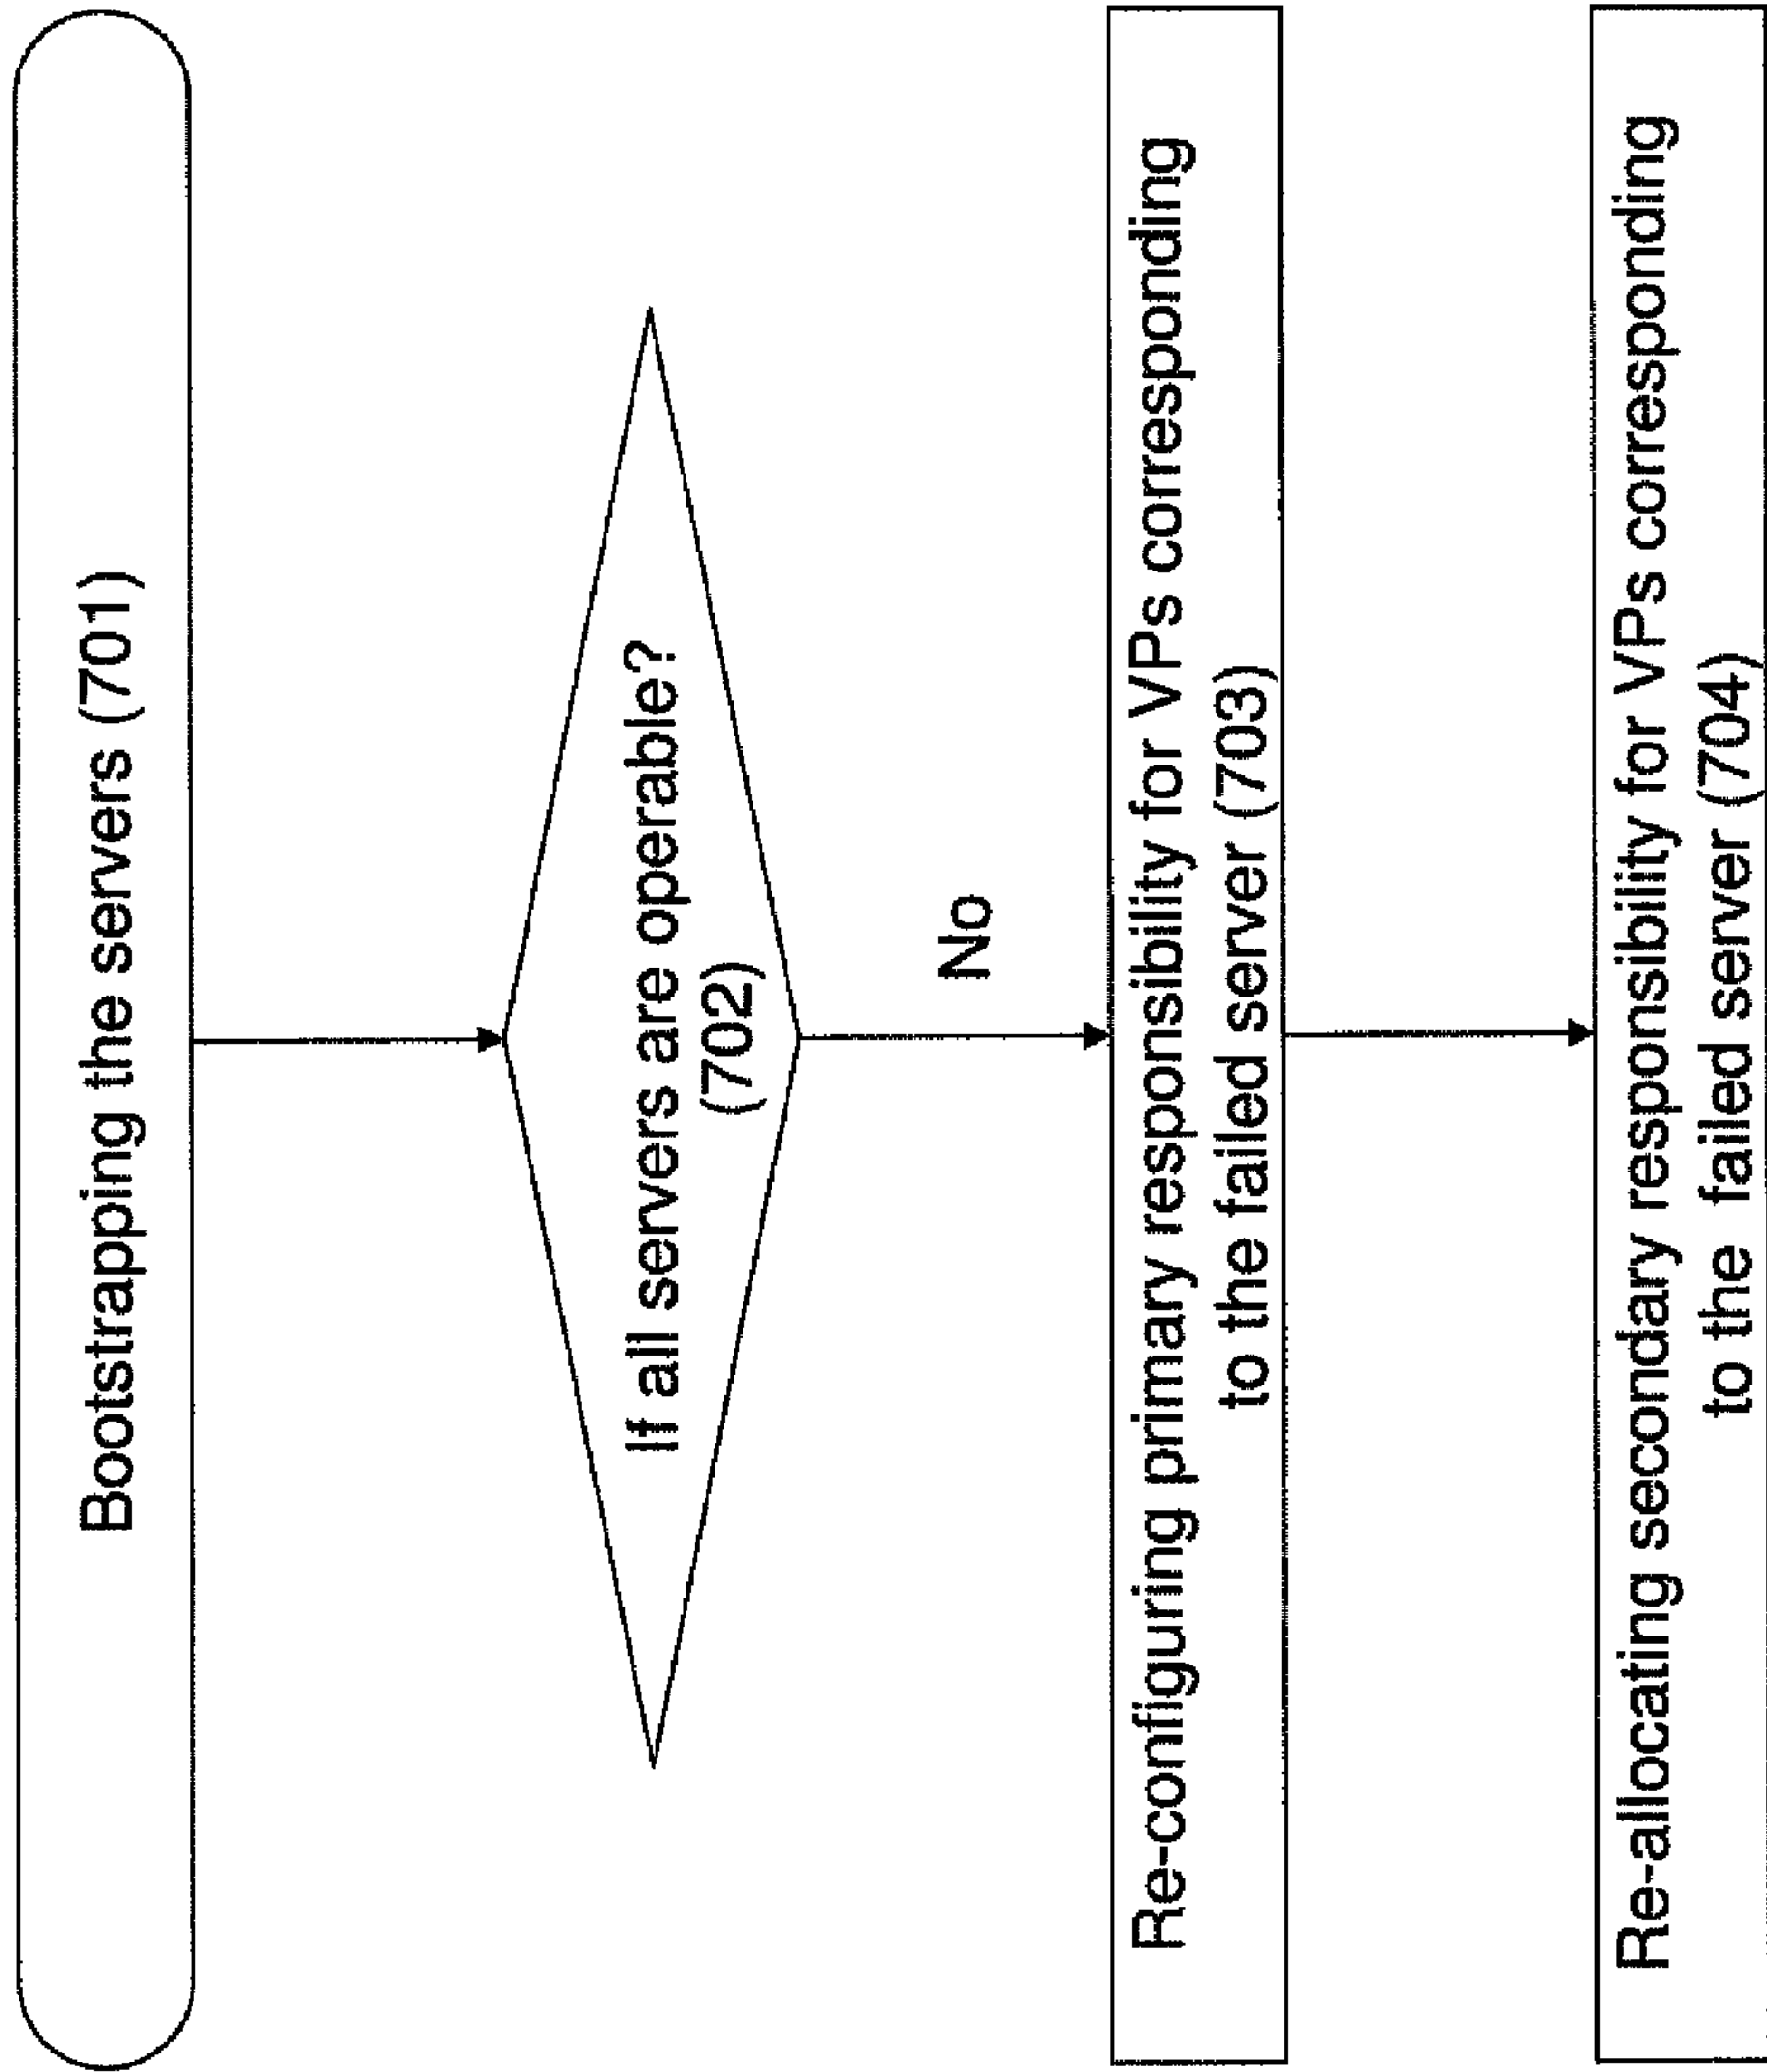 Bootstrapping the servers (701)
If all servers are operable?
(702)
No
Re-configuring primary responsibility for VPs corresponding
to the failed server (703)
Re-allocating secondary responsibility for VPs corresponding
to the failed server (704)